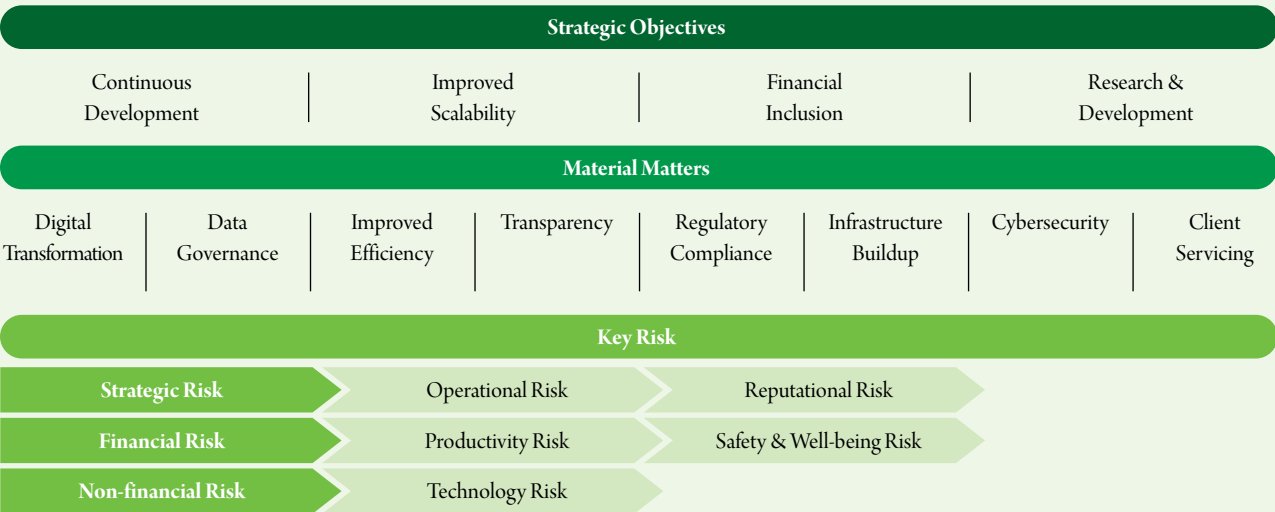 Strategic Objectives
Continuous
Development
Improved
Scalability
Financial
Inclusion
Research &
Development
Material Matters
Digital
Transformation
Data
Governance
Improved
Efficiency
Transparency
Regulatory
Compliance
Infrastructure
Buildup
Cybersecurity
Client
Servicing
Key Risk
Strategic Risk
Operational Risk
Reputational Risk
Financial Risk
Productivity Risk
Safety & Well-being Risk
Non-financial Risk
Technology Risk